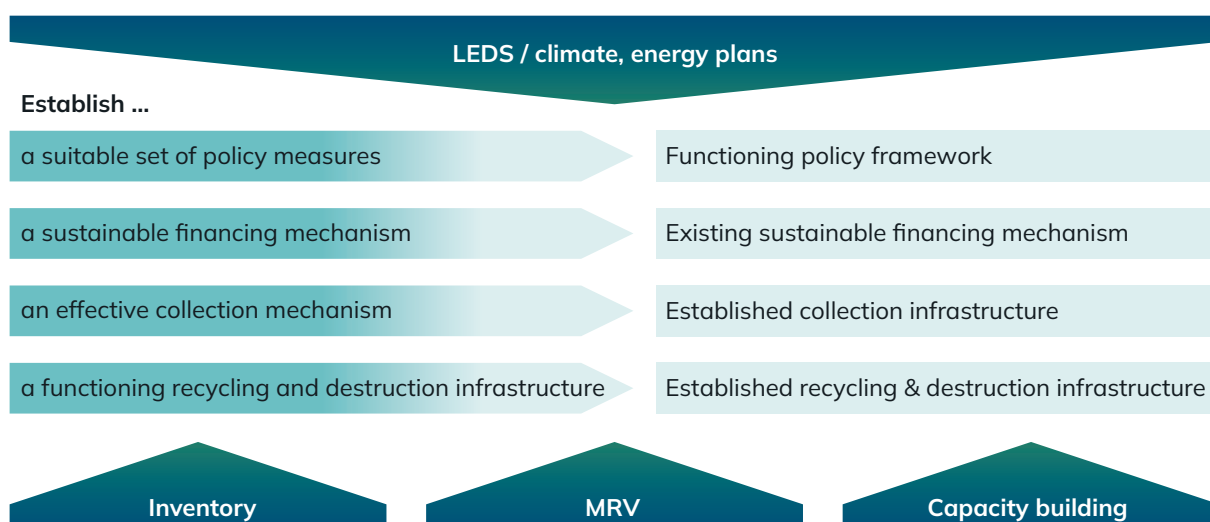 LEDS / climate, energy plans
Establish ...
a suitable set of policy measures
Functioning policy framework
a sustainable financing mechanism
Existing sustainable financing mechanism
an effective collection mechanism
Established collection infrastructure
a functioning recycling and destruction infrastructure
Established recycling & destruction infrastructure
Inventory
MRV
Capacity building